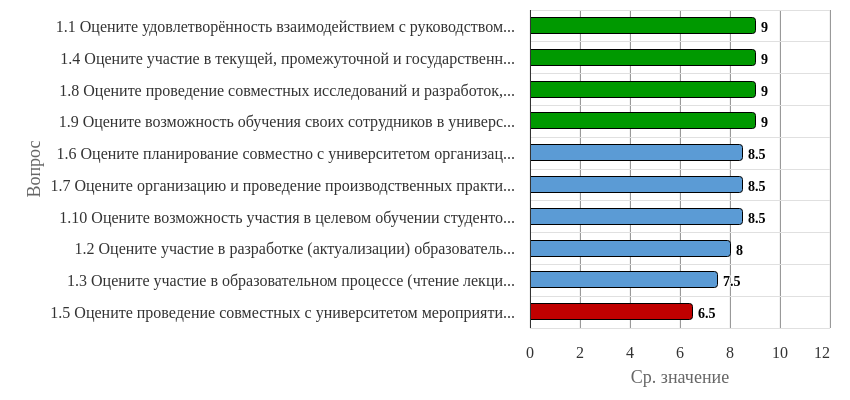 1.1 Оцените удовлетворённость взаимодействием с руководством... 9
1.4 Оцените участие в текущей, промежуточной и государственн... 9
1.8 Оцените проведение совместных исследований и разработок,... 9
1.9 Оцените возможность обучения своих сотрудников в универс... 9
1.6 Оцените планирование совместно с университетом организац... 8.5
1.7 Оцените организацию и проведение производственных практи... 8.5
1.10 Оцените возможность участия в целевом обучении студенто... 8.5
1.2 Оцените участие в разработке (актуализации) образователь... 8
1.3 Оцените участие в образовательном процессе (чтение лекци... 7.5
1.5 Оцените проведение совместных с университетом мероприяти... 6.5
Вопрос
0 2 4 6 8 10 12
Ср. значение